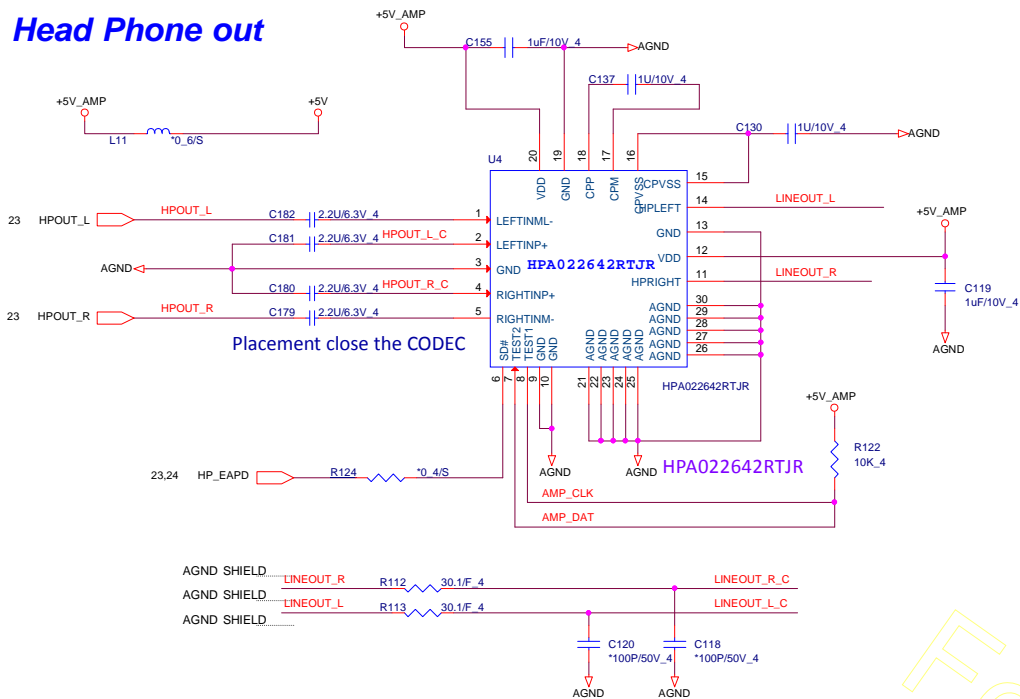 Head Phone out
+5V_AMP
C155
1uF/10V_4
AGND
C137
1U/10V_4
+5V_AMP
+5V
L11
*0_6/S
C130
1U/10V_4
AGND
U4
20
19
18
17
16
VDD
GND
CPP
CPM
CPVSS
CPVSS
15
23
HPOUT_L
HPOUT_L
C182
2.2U/6.3V_4
1
LEFTINML-
HPLEFT
14
LINEOUT_L
C181
2.2U/6.3V_4
HPOUT_L_C
2
LEFTINP+
GND
13
+5V_AMP
AGND
3
GND
HPA022642RTJR
VDD
12
C180
2.2U/6.3V_4
HPOUT_R_C
4
RIGHTINP+
HPRIGHT
11
LINEOUT_R
C119
1uF/10V_4
AGND
23
HPOUT_R
HPOUT_R
C179
2.2U/6.3V_4
5
RIGHTINM-
AGND
30
AGND
29
AGND
28
AGND
27
AGND
26
Placement close the CODEC
SD#
TEST2
TEST1
GND
GND
AGND
AGND
AGND
AGND
AGND
6
7
8
9
10
21
22
23
24
25
HPA022642RTJR
+5V_AMP
R122
10K_4
AGND
AGND
HPA022642RTJR
23,24
HP_EAPD
R124
*0_4/S
AMP_CLK
AMP_DAT
AGND SHIELD
LINEOUT_R
R112
30.1/F_4
LINEOUT_R_C
AGND SHIELD
LINEOUT_L
R113
30.1/F_4
LINEOUT_L_C
AGND SHIELD
C120
*100P/50V_4
C118
*100P/50V_4
AGND
AGND